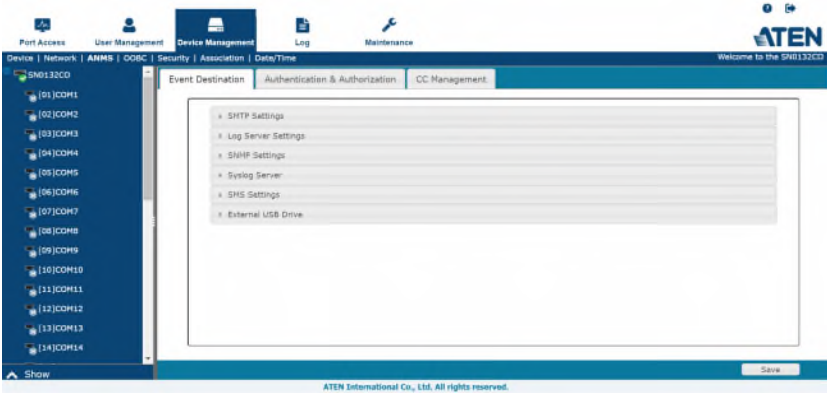 Port Access
User Management
Device Management
Log
Maintenance
ATEN
Device | Network | ANMS | OOBC | Security | Association | Date/Time
Welcome to the SN0132CO
SN0132CO
[01]COM1
[02]COM2
[03]COM3
[04]COM4
[05]COM5
[06]COM6
[07]COM7
[08]COM8
[09]COM9
[10]COM10
[11]COM11
[12]COM12
[13]COM13
[14]COM14
Show
Event Destination
Authentication & Authorization
CC Management
SMTP Settings
Log Server Settings
SNMP Settings
Syslog Server
SMS Settings
External USB Drive
Save
ATEN International Co., Ltd. All rights reserved.